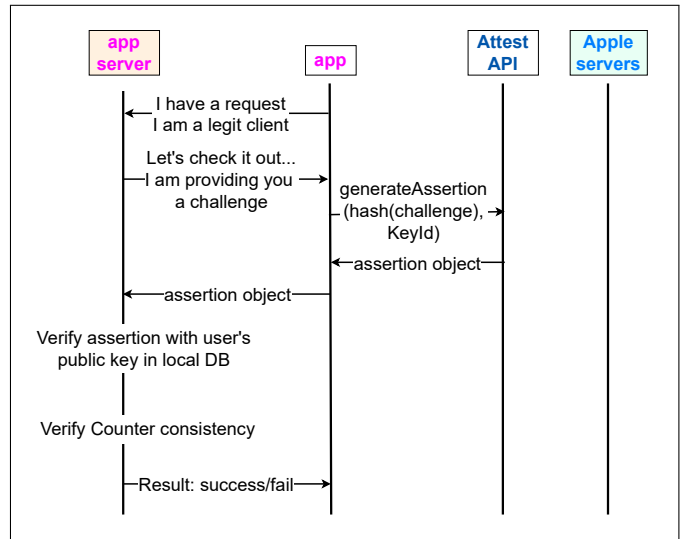 app
server
app
Attest
API
Apple
servers
I have a request
I am a legit client
Let's check it out...
I am providing you
a challenge
generateAssertion
(hash(challenge),
KeyId)
assertion object
assertion object
Verify assertion with user's
public key in local DB
Verify Counter consistency
Result: success/fail